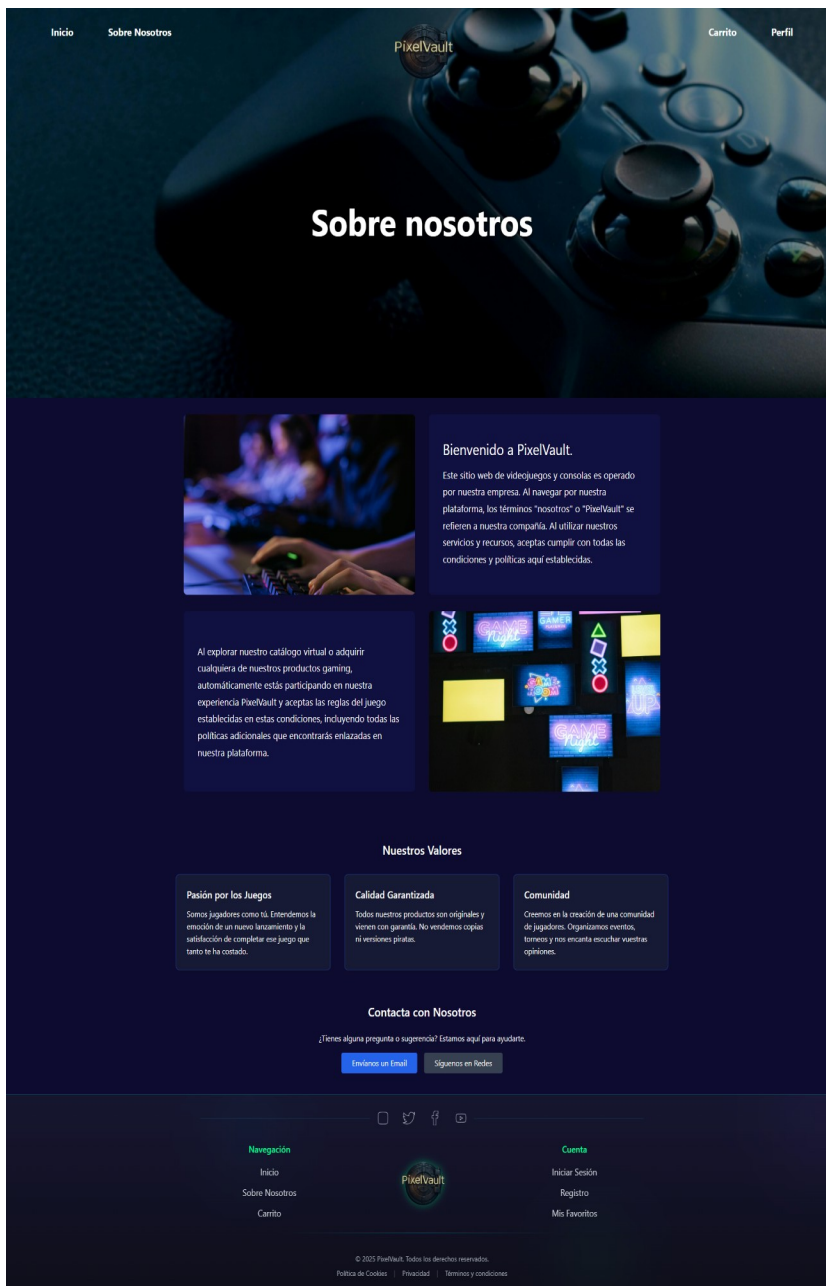 Inicio
Sobre Nosotros
PixelVault
Carrito
Perfil
Sobre nosotros
Bienvenido a PixelVault.
Este sitio web de videojuegos y consolas es operado
por nuestra empresa. Al navegar por nuestra
plataforma, los términos "nosotros" o "PixelVault" se
refieren a nuestra compañía. Al utilizar nuestros
servicios y recursos, aceptas cumplir con todas las
condiciones y políticas aquí establecidas.
Al explorar nuestro catálogo virtual o adquirir
cualquiera de nuestros productos gaming,
automáticamente estás participando en nuestra
experiencia PixelVault y aceptas las reglas del juego
establecidas en estas condiciones, incluyendo todas las
políticas adicionales que encontrarás enlazadas en
nuestra plataforma.
GAME
Night
GAMER
GAME
ROOM
UP
GAME
Night
Nuestros Valores
Pasión por los Juegos
Somos jugadores como tú. Entendemos la
emoción de un nuevo lanzamiento y la
satisfacción de completar ese juego que
tanto te ha costado.
Calidad Garantizada
Todos nuestros productos son originales y
vienen con garantía. No vendemos copias
ni versiones piratas.
Comunidad
Creemos en la creación de una comunidad
de jugadores. Organizamos eventos,
torneos y nos encanta escuchar vuestras
opiniones.
Contacta con Nosotros
¿Tienes alguna pregunta o sugerencia? Estamos aquí para ayudarte.
Envíanos un Email
Síguenos en Redes
Navegación
Inicio
Sobre Nosotros
Carrito
PixelVault
Cuenta
Iniciar Sesión
Registro
Mis Favoritos
© 2025 PixelVault. Todos los derechos reservados.
Política de Cookies | Privacidad | Términos y condiciones